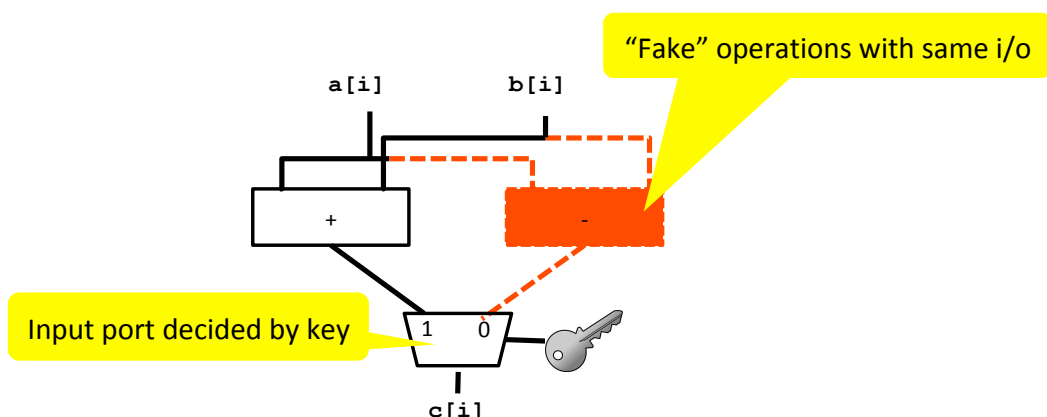 “Fake” operations with same i/o
a[i] b[i]
+ -
Input port decided by key
1 0
c[i]